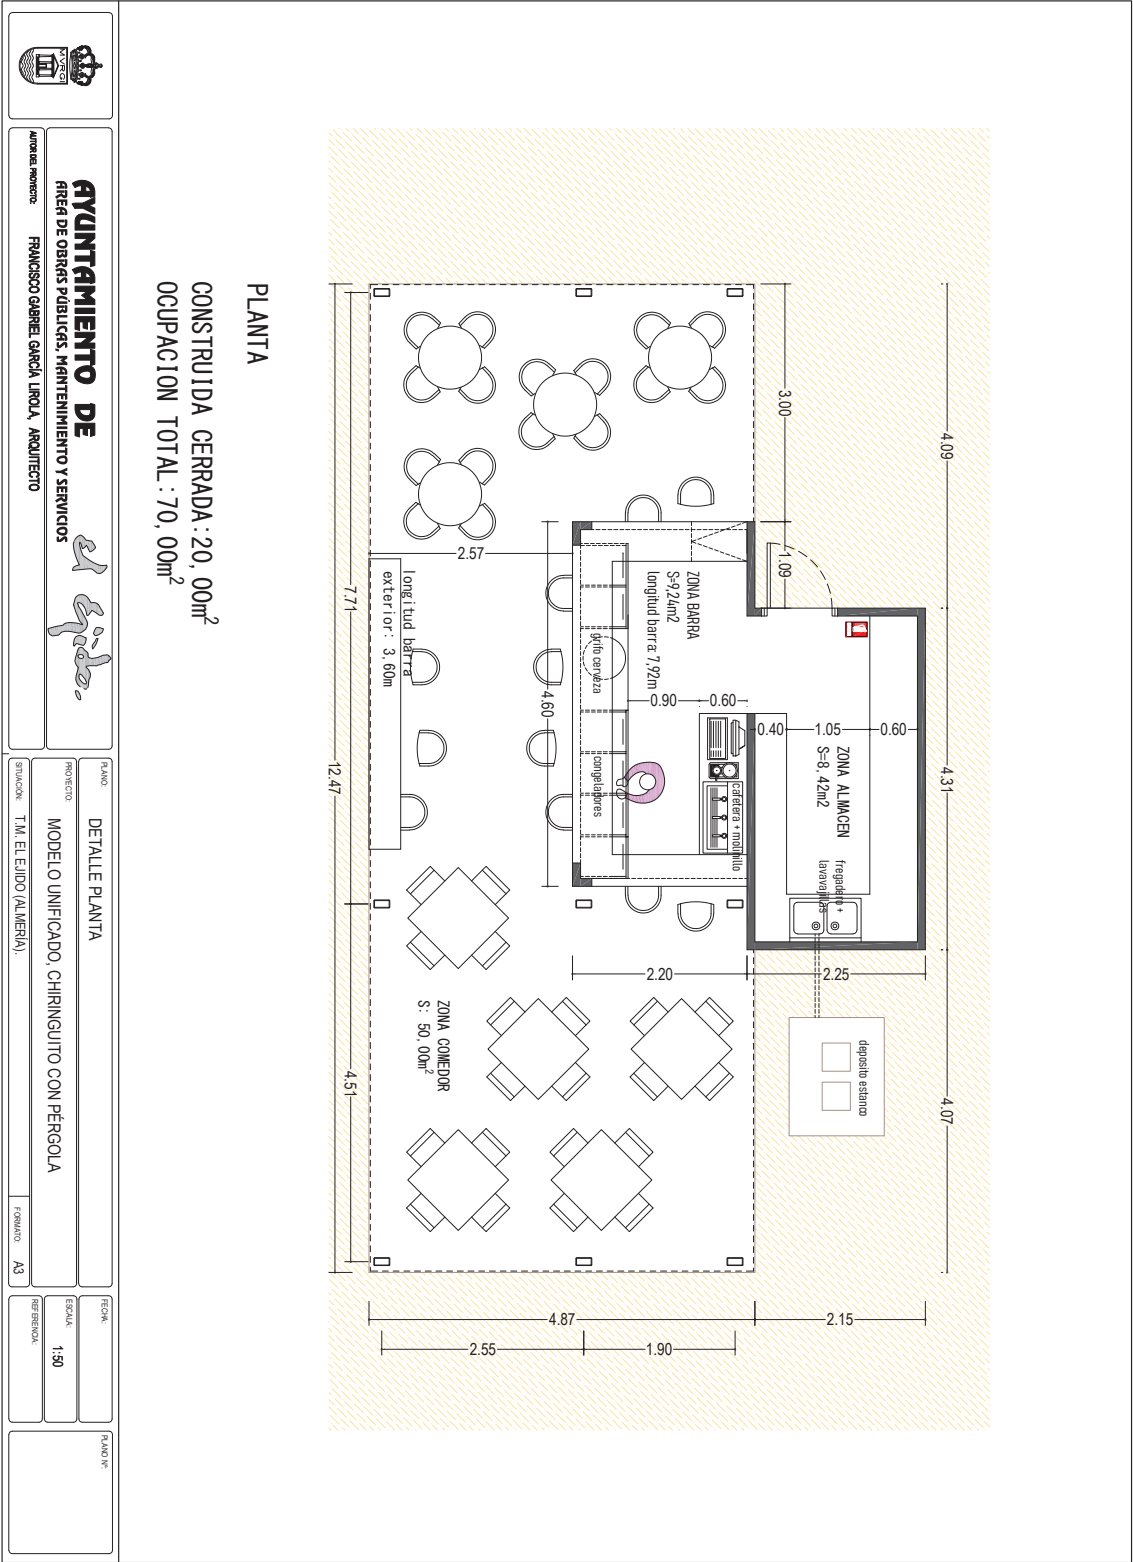 PLANTA
CONSTRUIDA CERRADA:20,00m²
OCUPACION TOTAL:70,00m²
4.09
4.31
4.07
3.00
1.09
0.60
1.05
0.40
ZONA ALMACEN
S=8,42m2
fregadero +
lavavajillas
deposito estanco
ZONA BARRA
S=9,24m2
longitud barra: 7,92m
0.60
0.90
cafetera + molinillo
grifo cerveza
congeladores
4.60
2.57
2.20
2.25
longitud barra
exterior: 3,60m
ZONA COMEDOR
S: 50,00m²
7.71
4.51
12.47
2.15
4.87
1.90
2.55
MVRGI
AYUNTAMIENTO DE
el Ejido.
AREA DE OBRAS PÚBLICAS, MANTENIMIENTO Y SERVICIOS
AUTOR DEL PROYECTO:
FRANCISCO GABRIEL GARCÍA LIROLA, ARQUITECTO
PLANO:
DETALLE PLANTA
PROYECTO:
MODELO UNIFICADO, CHIRINGUITO CON PÉRGOLA
SITUACIÓN:
T.M. EL EJIDO (ALMERÍA).
FORMATO:
A3
FECHA:
ESCALA:
1:50
REFERENCIA:
PLANO Nº: